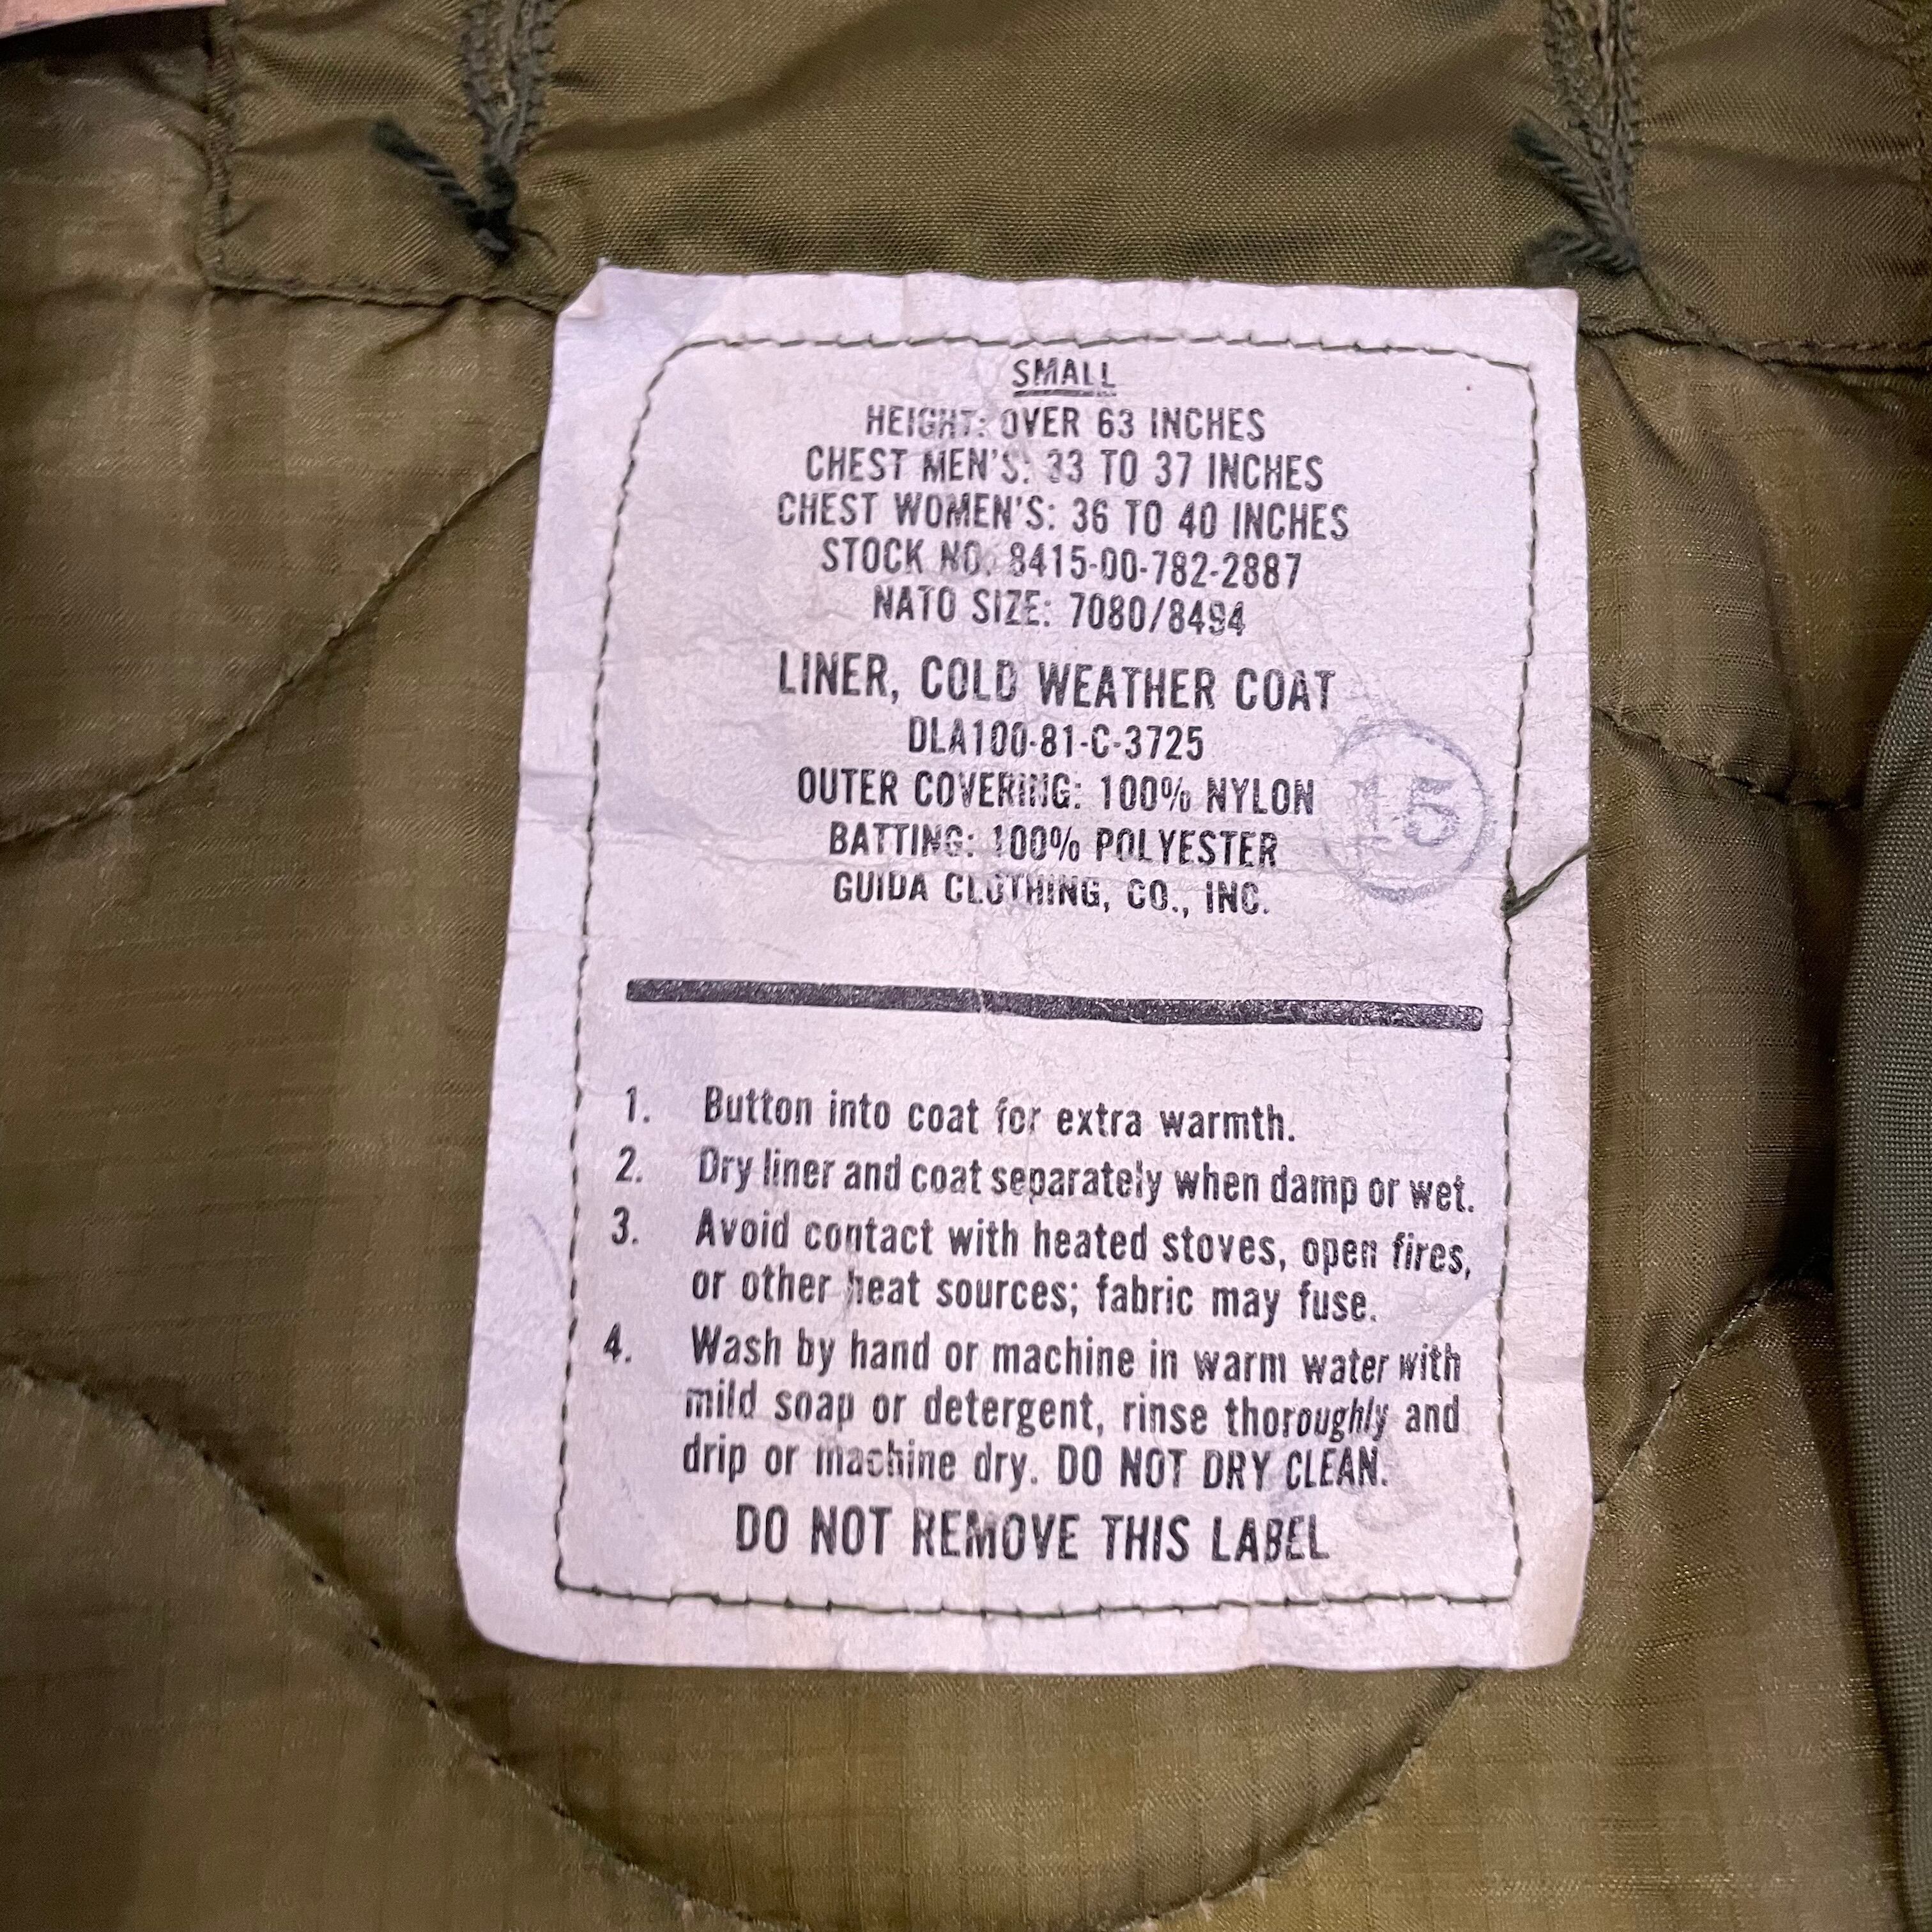 SMALL
HEIGHT: OVER 63 INCHES
CHEST MEN'S: 33 TO 37 INCHES
CHEST WOMEN'S: 36 TO 40 INCHES
STOCK NO. 8415-00-782-2887
NATO SIZE: 7080/8494
LINER, COLD WEATHER COAT
DLA100-81-C-3725
OUTER COVERING: 100% NYLON
15
BATTING: 100% POLYESTER
GUIDA CLOTHING, CO., INC.
1. Button into coat for extra warmth.
2. Dry liner and coat separately when damp or wet.
3. Avoid contact with heated stoves, open fires,
or other heat sources; fabric may fuse.
4. Wash by hand or machine in warm water with
mild soap or detergent, rinse thoroughly and
drip or machine dry. DO NOT DRY CLEAN.
DO NOT REMOVE THIS LABEL